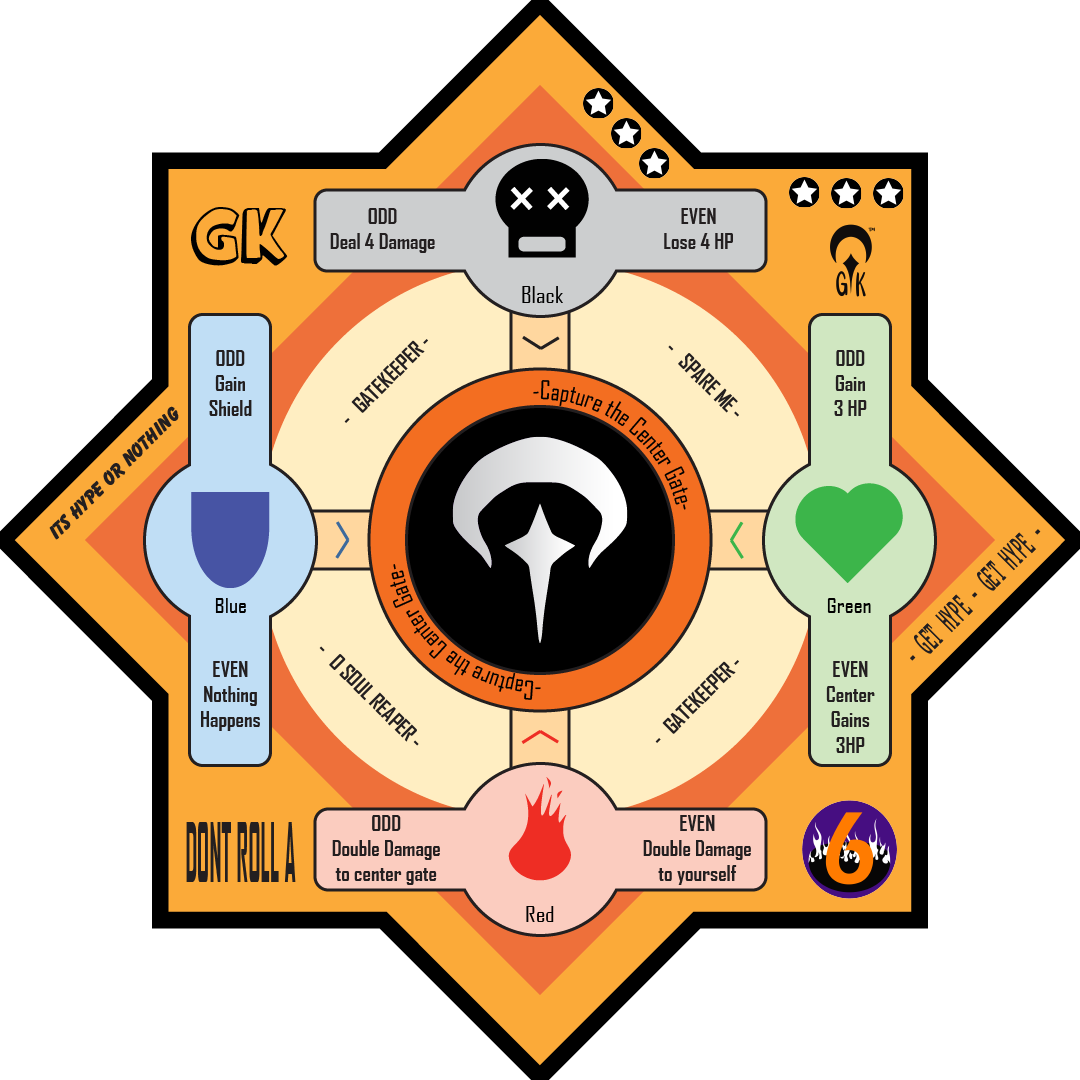 GK
ODD
Deal 4 Damage
EVEN
Lose 4 HP
Black
™
GK
ODD
Gain
Shield
Blue
EVEN
Nothing
Happens
ITS HYPE OR NOTHING
- GATEKEEPER -
- SPARE ME -
-Capture the Center Gate-
-Capture the Center Gate-
- O SOUL REAPER -
- GATEKEEPER -
ODD
Gain
3 HP
Green
EVEN
Center
Gains
3HP
- GET HYPE - GET HYPE -
DONT ROLL A
6
ODD
Double Damage
to center gate
EVEN
Double Damage
to yourself
Red